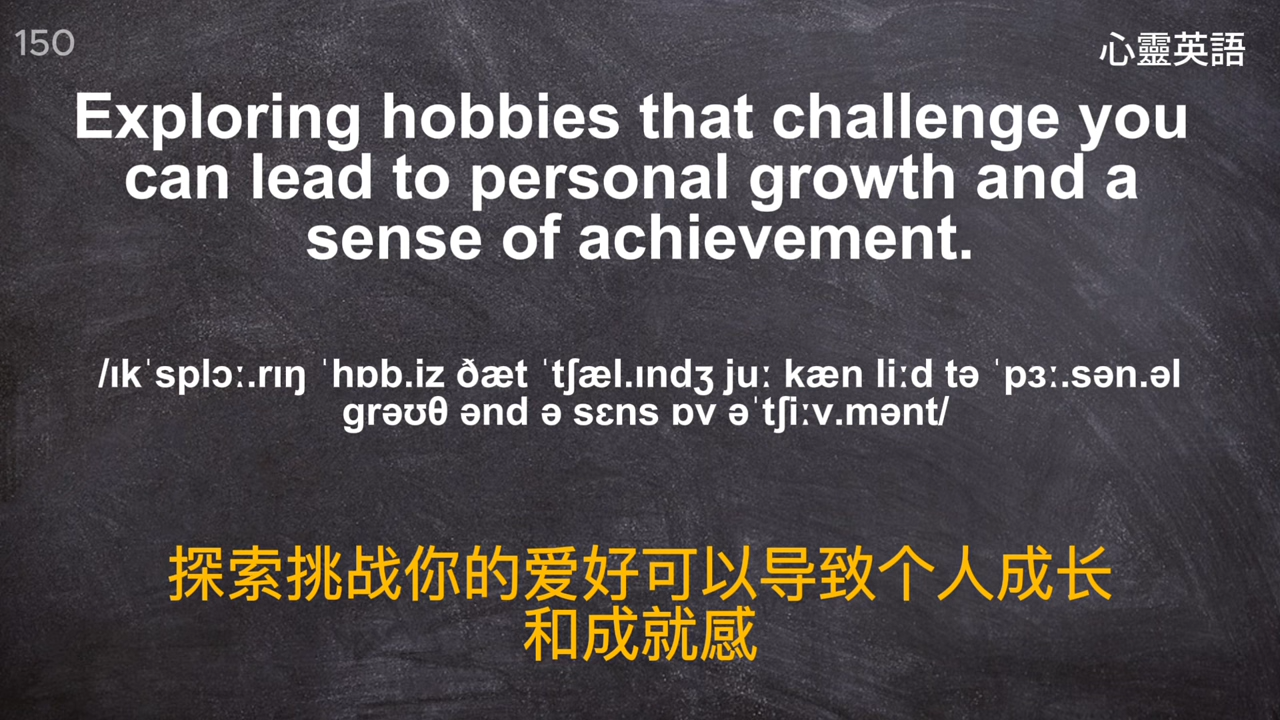 150
心靈英語
Exploring hobbies that challenge you
can lead to personal growth and a
sense of achievement.
/ɪkˈsplɔː.rɪŋ ˈhɒb.iz ðæt ˈtʃæl.ɪndʒ juː kæn liːd tə ˈpɜː.sən.əl
grəʊθ ənd ə sɛns ɒv əˈtʃiːv.mənt/
探索挑战你的爱好可以导致个人成长
和成就感